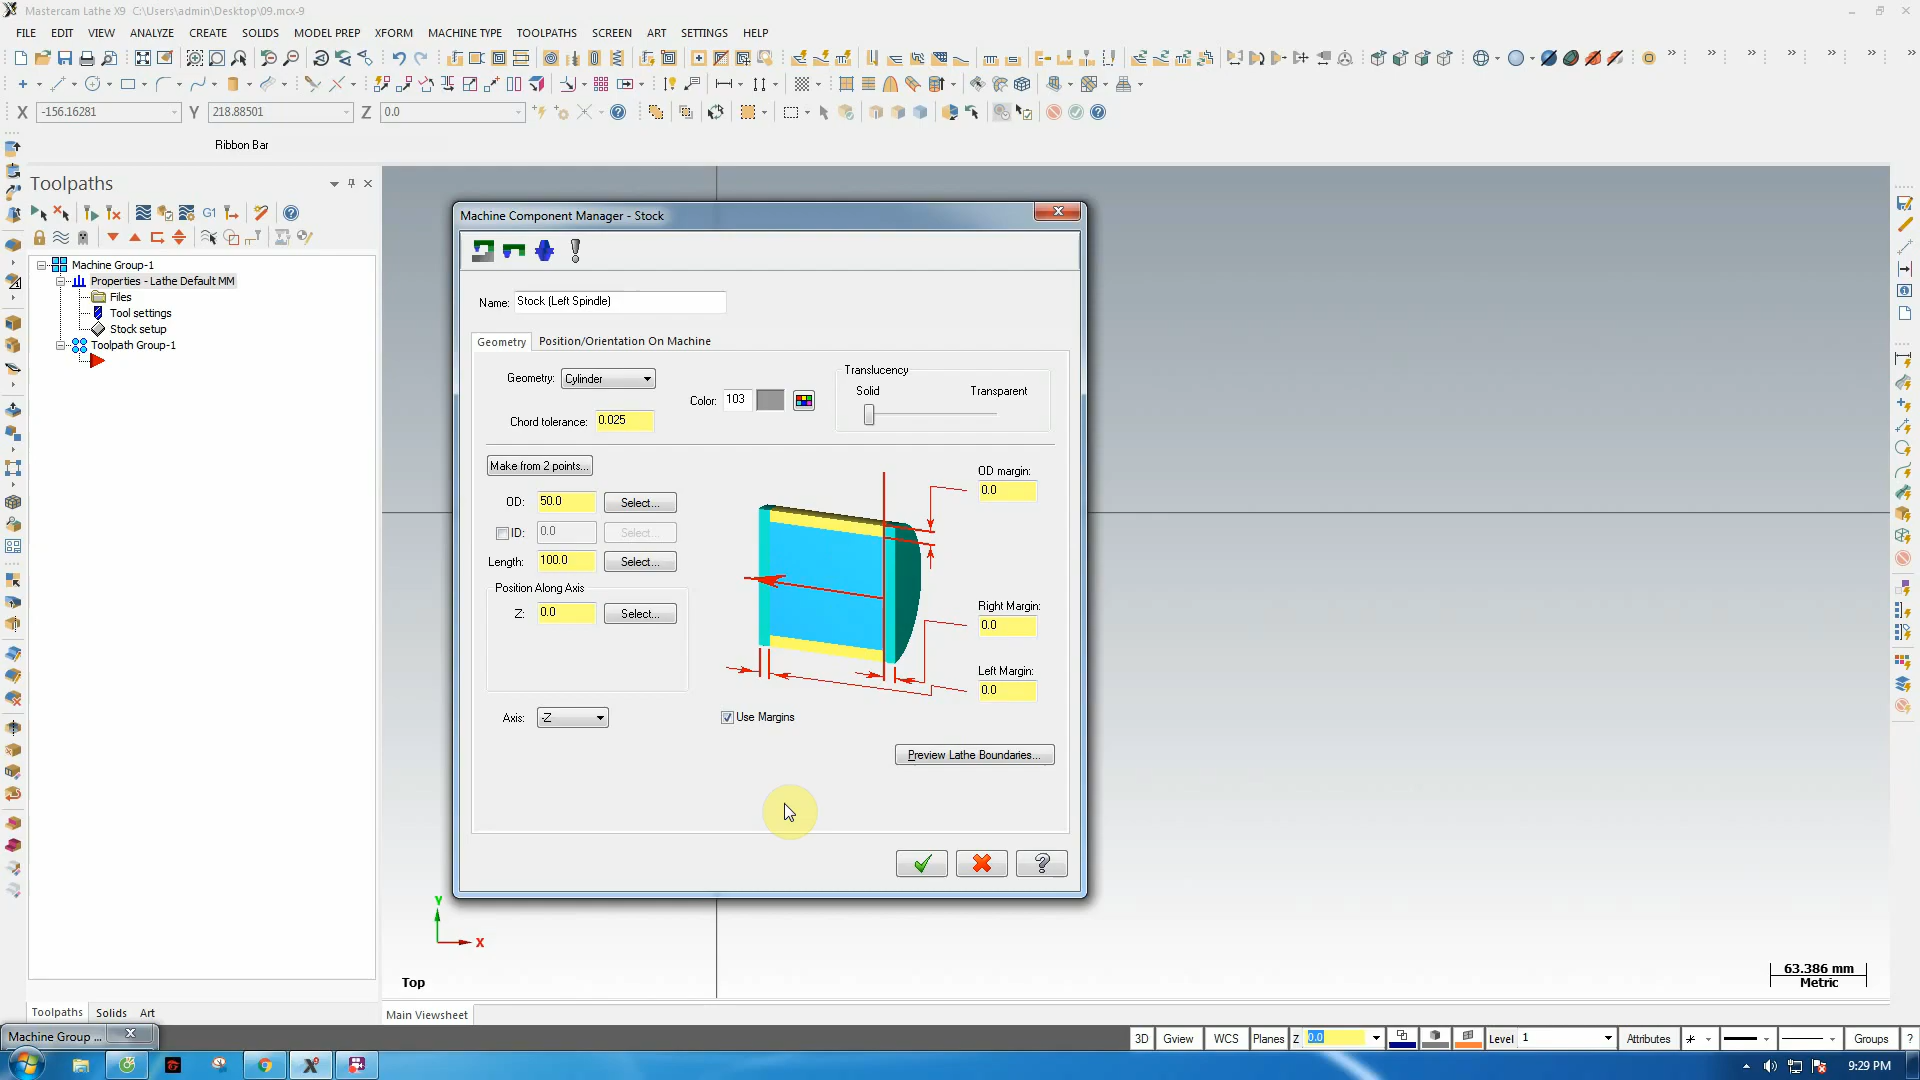 Mastercam Lathe X9 C:\Users\admin\Desktop\09.mcx-9
FILE EDIT VIEW ANALYZE CREATE SOLIDS MODEL PREP XFORM MACHINE TYPE TOOLPATHS SCREEN ART SETTINGS HELP
X -156.16281 Y 218.88501 Z 0.0
Ribbon Bar
Toolpaths
G1
Machine Group-1
Properties - Lathe Default MM
Files
Tool settings
Stock setup
Toolpath Group-1
Machine Component Manager - Stock
Name: Stock (Left Spindle)
Geometry Position/Orientation On Machine
Geometry: Cylinder
Color: 103
Translucency
Solid Transparent
Chord tolerance: 0.025
Make from 2 points...
OD: 50.0 Select...
ID: 0.0 Select...
Length: 100.0 Select...
Position Along Axis
Z: 0.0 Select...
Axis: -Z
OD margin:
0.0
Right Margin:
0.0
Left Margin:
0.0
Use Margins
Preview Lathe Boundaries...
Y
X
Top
63.386 mm
Metric
Toolpaths Solids Art
Main Viewsheet
Machine Group ...
3D Gview WCS Planes Z 0.0 Level 1 Attributes Groups ?
9:29 PM